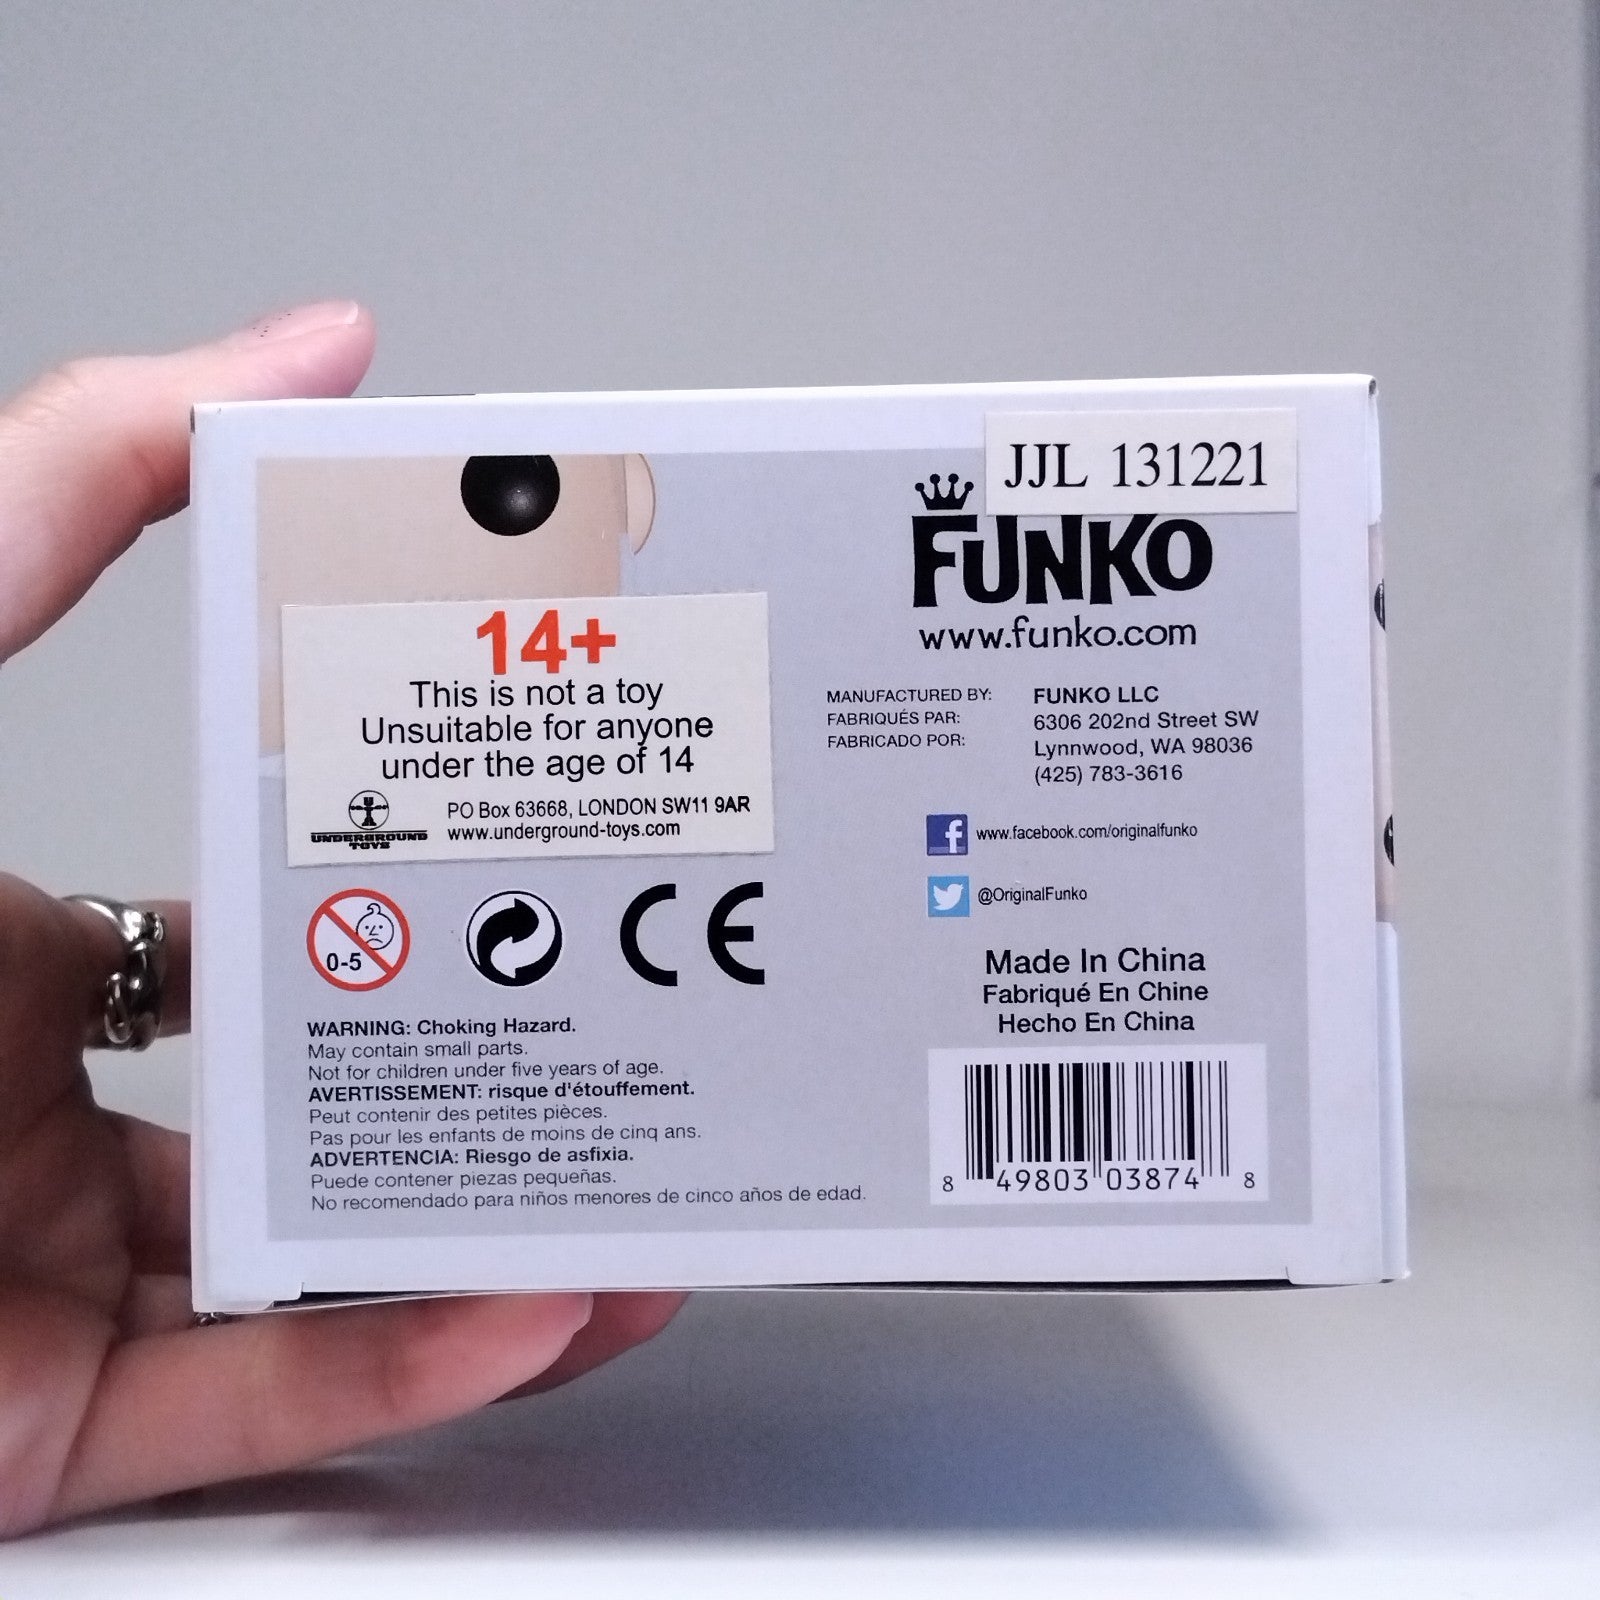 JJL 131221
FUNKO
www.funko.com
14+
This is not a toy
Unsuitable for anyone
under the age of 14
UNDERGROUND
TOYS
PO Box 63668, LONDON SW11 9AR
www.underground-toys.com
MANUFACTURED BY:
FABRIQUÉS PAR:
FABRICADO POR:
FUNKO LLC
6306 202nd Street SW
Lynnwood, WA 98036
(425) 783-3616
f www.facebook.com/originalfunko
@OriginalFunko
0-5
CE
Made In China
Fabriqué En Chine
Hecho En China
WARNING: Choking Hazard.
May contain small parts.
Not for children under five years of age.
AVERTISSEMENT: risque d'étouffement.
Peut contenir des petites pièces.
Pas pour les enfants de moins de cinq ans.
ADVERTENCIA: Riesgo de asfixia.
Puede contener piezas pequeñas.
No recomendado para niños menores de cinco años de edad.
8 49803 03874 8